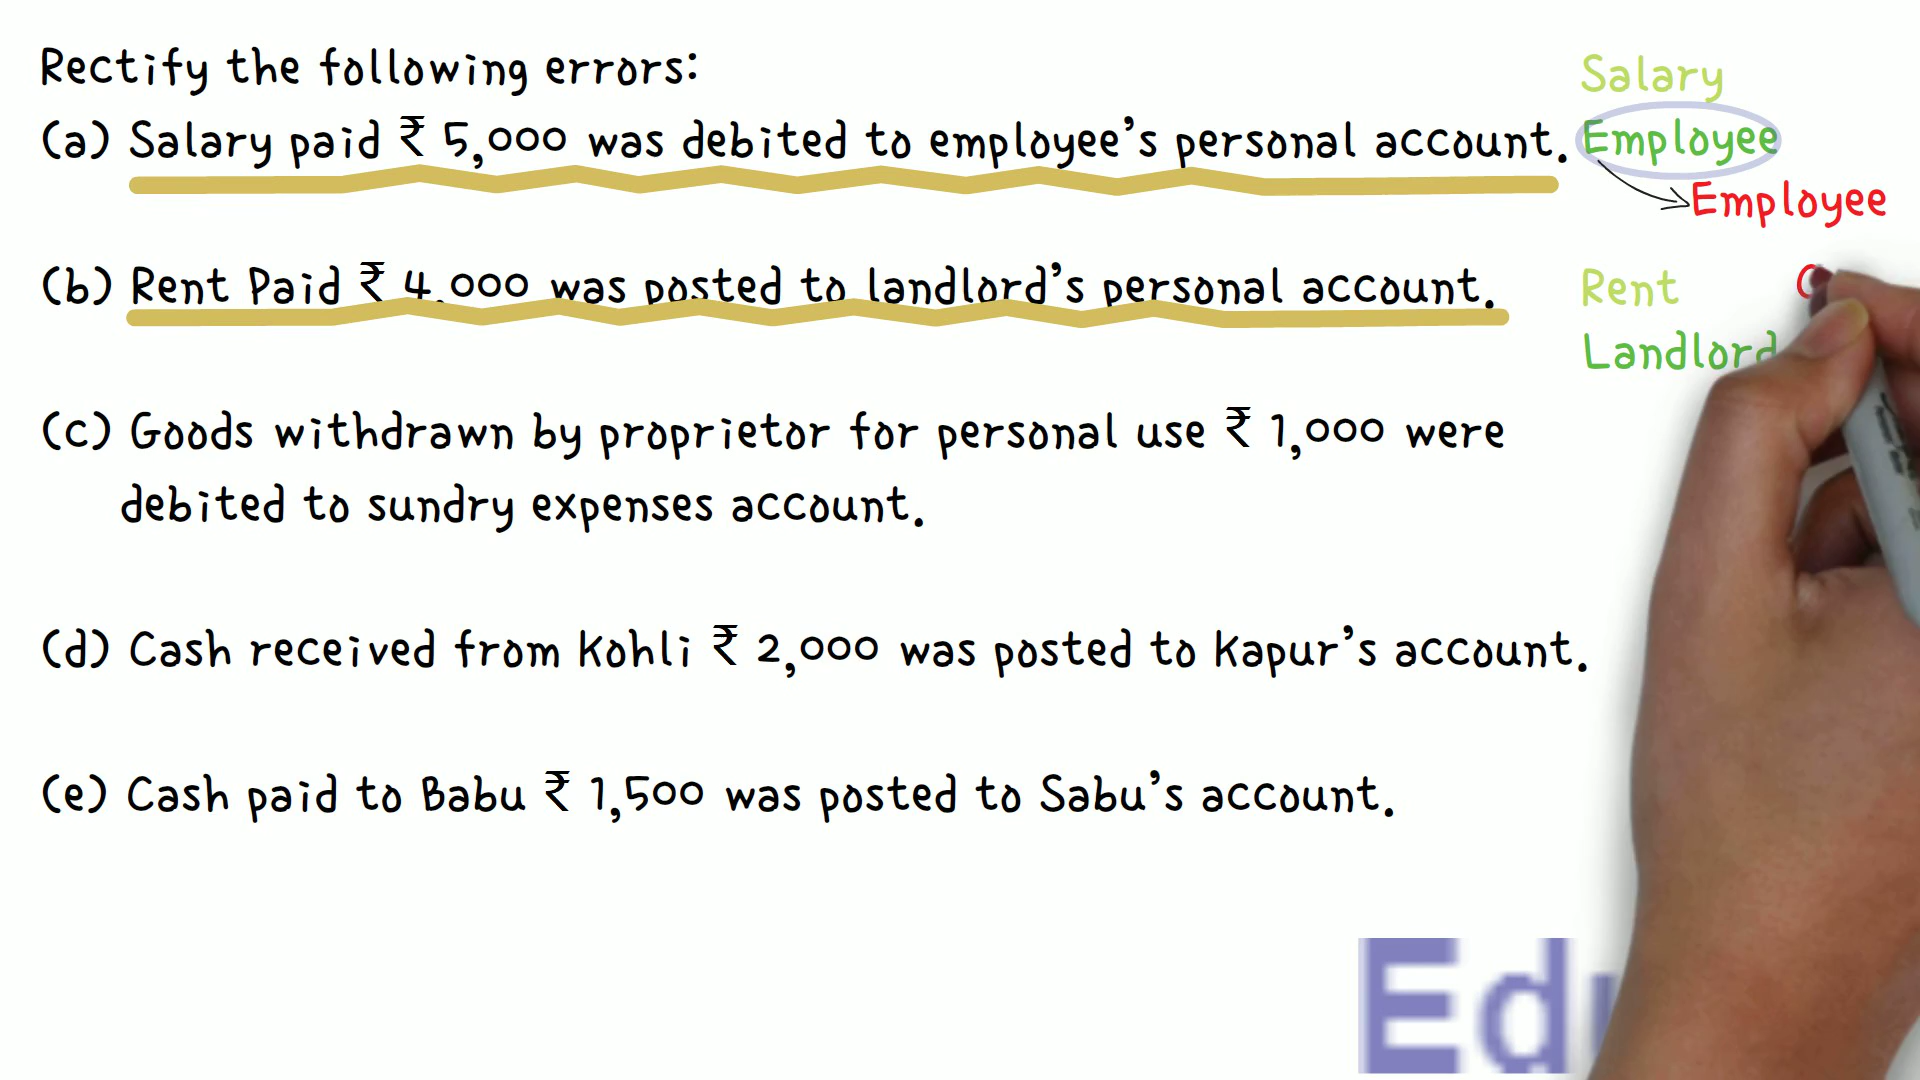 Rectify the following errors:
(a) Salary paid ₹ 5,000 was debited to employee's personal account.
(b) Rent Paid ₹ 4,000 was posted to landlord's personal account.
(c) Goods withdrawn by proprietor for personal use ₹ 1,000 were
debited to sundry expenses account.
(d) Cash received from Kohli ₹ 2,000 was posted to Kapur's account.
(e) Cash paid to Babu ₹ 1,500 was posted to Sabu's account.
Salary
Employee
Employee
Rent
Landlord